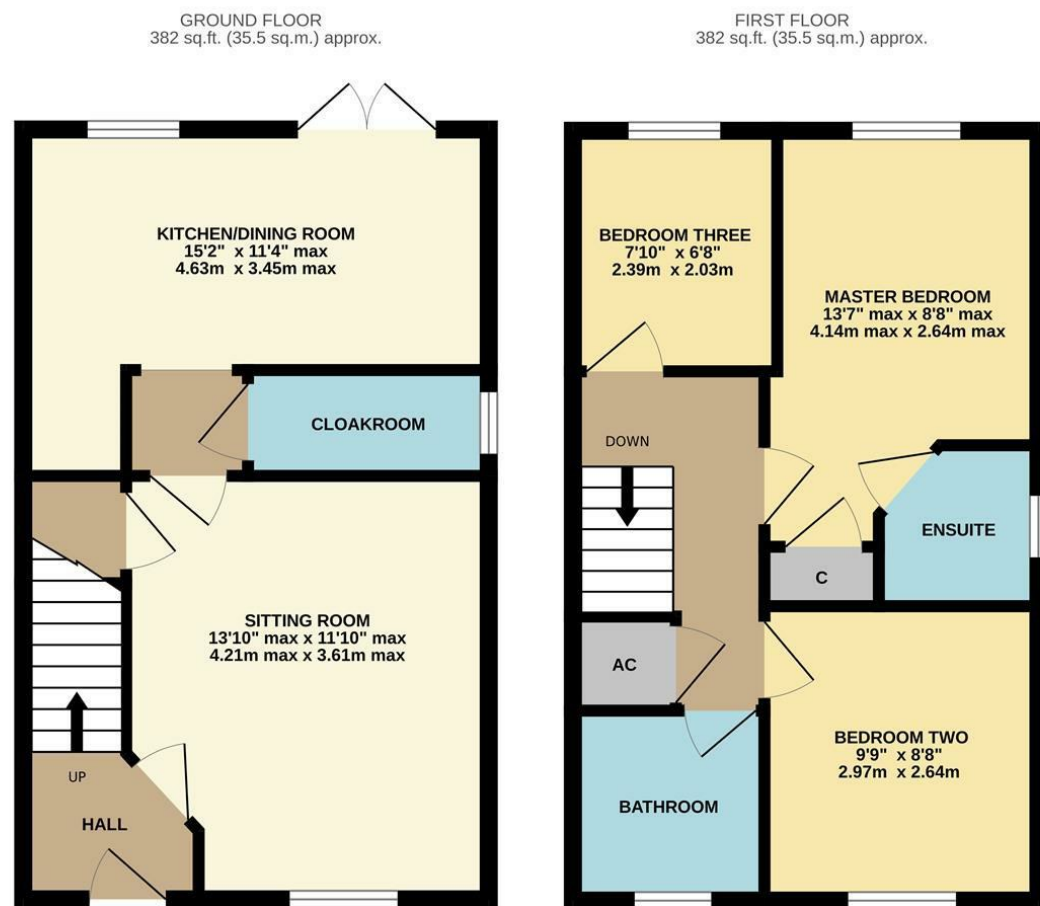 GROUND FLOOR
382 sq.ft. (35.5 sq.m.) approx.
KITCHEN/DINING ROOM
15'2" x 11'4" max
4.63m x 3.45m max
CLOAKROOM
SITTING ROOM
13'10" max x 11'10" max
4.21m max x 3.61m max
UP
HALL
FIRST FLOOR
382 sq.ft. (35.5 sq.m.) approx.
BEDROOM THREE
7'10" x 6'8"
2.39m x 2.03m
MASTER BEDROOM
13'7" max x 8'8" max
4.14m max x 2.64m max
DOWN
ENSUITE
C
AC
BEDROOM TWO
9'9" x 8'8"
2.97m x 2.64m
BATHROOM